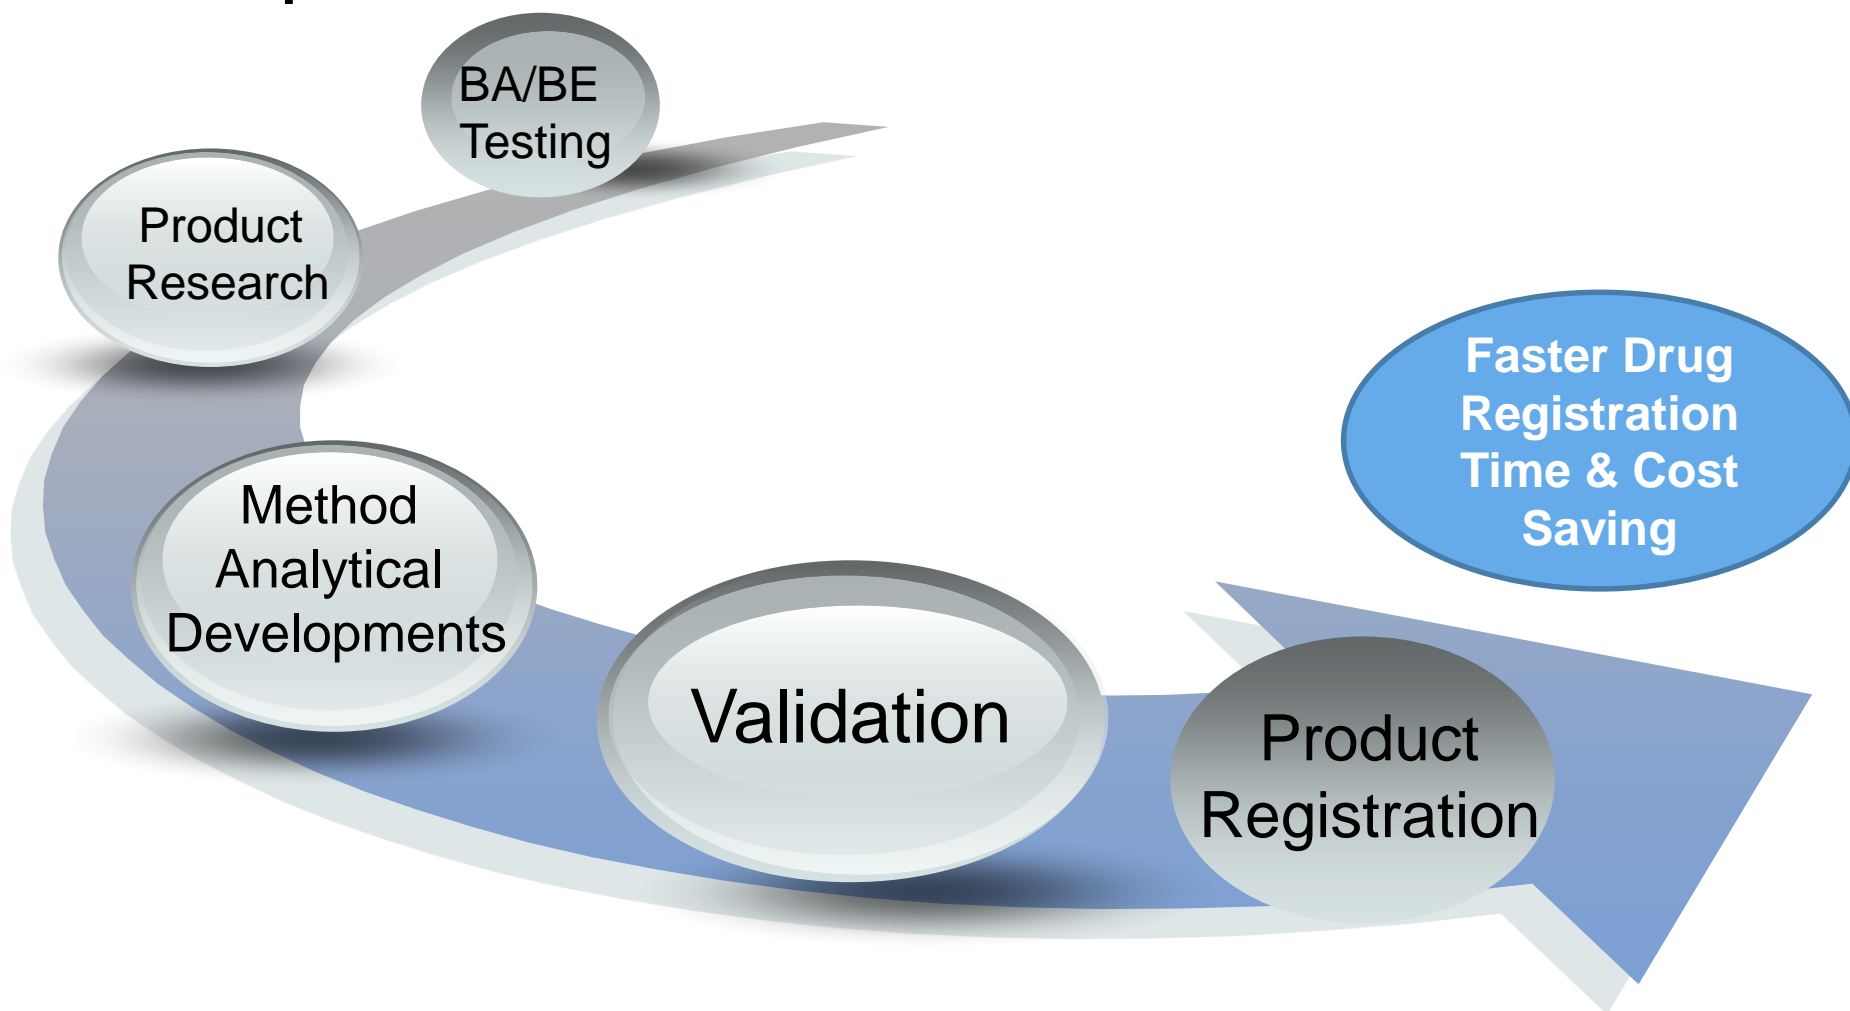 BA/BE
Testing
Product
Research
Method
Analytical
Developments
Validation
Product
Registration
Faster Drug
Registration
Time & Cost
Saving